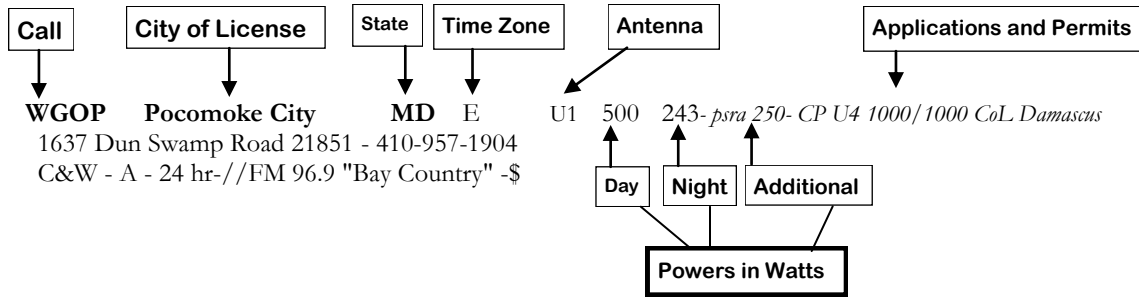 Call City of License State Time Zone Antenna Applications and Permits
WGOP Pocomoke City MD E U1 500 243- psra 250- CP U4 1000/1000 CoL Damascus
1637 Dun Swamp Road 21851 - 410-957-1904
C&W - A - 24 hr-//FM 96.9 "Bay Country" -$
Day Night Additional
Powers in Watts